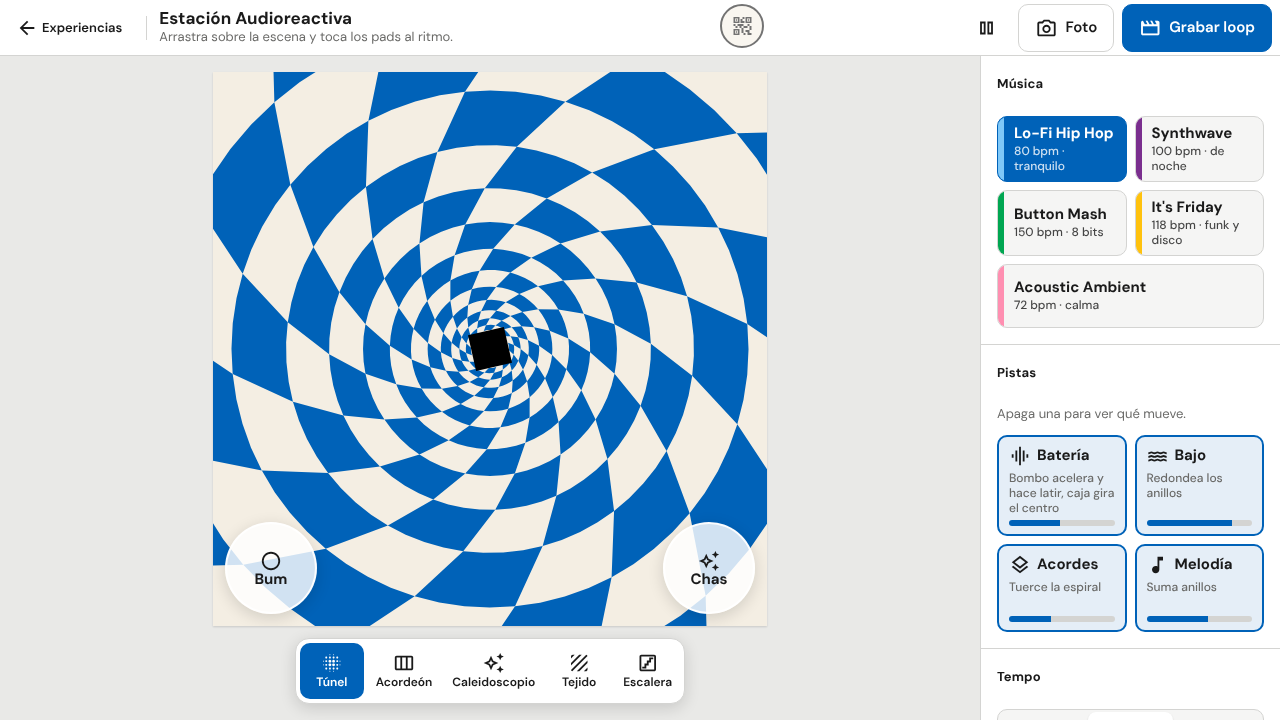 Experiencias
Estación Audioreactiva
Arrastra sobre la escena y toca los pads al ritmo.
Foto
Grabar loop
Música
Lo-Fi Hip Hop
80 bpm ·
tranquilo
Synthwave
100 bpm · de
noche
Button Mash
150 bpm · 8 bits
It's Friday
118 bpm · funk y
disco
Acoustic Ambient
72 bpm · calma
Pistas
Apaga una para ver qué mueve.
Batería
Bombo acelera y
hace latir, caja gira
el centro
Bajo
Redondea los
anillos
Acordes
Tuerce la espiral
Melodía
Suma anillos
Tempo
Bum
Chas
Túnel
Acordeón
Caleidoscopio
Tejido
Escalera